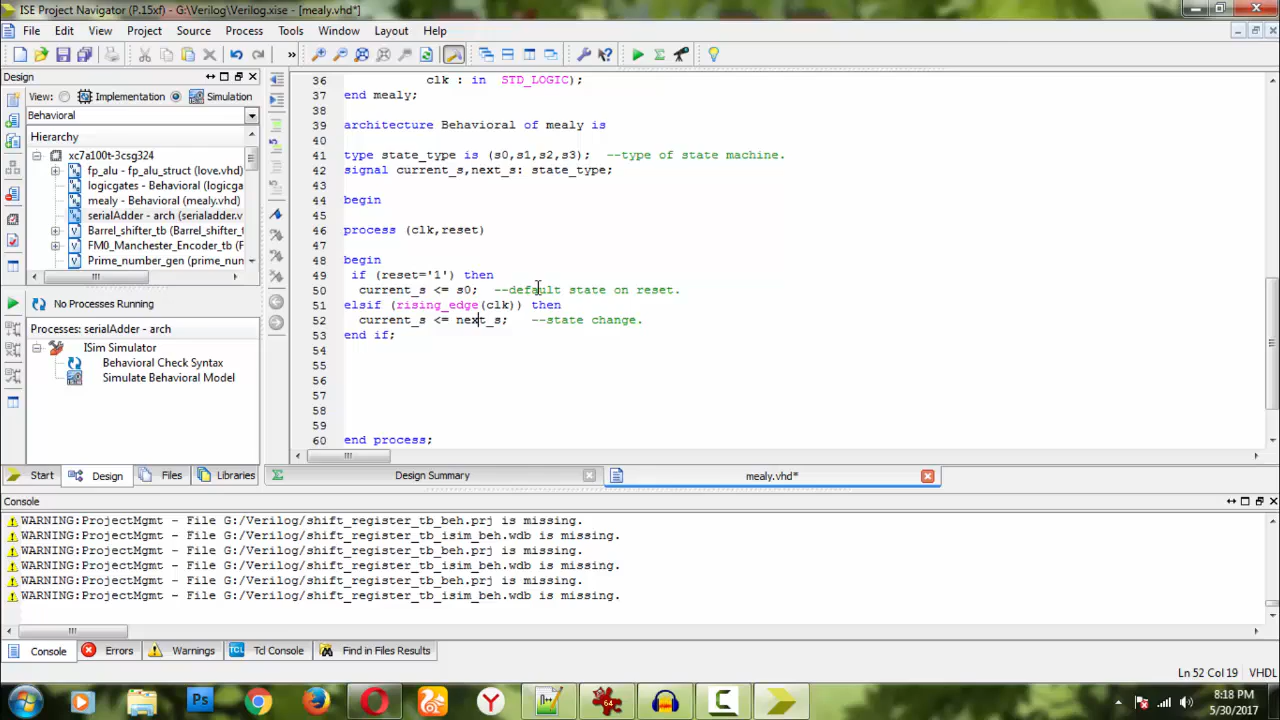 ISE Project Navigator (P.15xf) - G:\Verilog\Verilog.xise - [mealy.vhd*]
File Edit View Project Source Process Tools Window Layout Help
Design
View: Implementation Simulation
Behavioral
Hierarchy
xc7a100t-3csg324
fp_alu - fp_alu_struct (love.vhd)
logicgates - Behavioral (logicgat
mealy - Behavioral (mealy.vhd)
serialAdder - arch (serialadder.v
Barrel_shifter_tb (Barrel_shifter_
FM0_Manchester_Encoder_tb (F
Prime_number_gen (prime_num
No Processes Running
Processes: serialAdder - arch
ISim Simulator
Behavioral Check Syntax
Simulate Behavioral Model
Start Design Files Libraries
36 clk : in STD_LOGIC);
37 end mealy;
38
39 architecture Behavioral of mealy is
40
41 type state_type is (s0,s1,s2,s3); --type of state machine.
42 signal current_s,next_s: state_type;
43
44 begin
45
46 process (clk,reset)
47
48 begin
49 if (reset='1') then
50 current_s <= s0; --default state on reset.
51 elsif (rising_edge(clk)) then
52 current_s <= next_s; --state change.
53 end if;
54
55
56
57
58
60 end process;
Design Summary mealy.vhd*
Console
WARNING:ProjectMgmt - File G:/Verilog/shift_register_tb_beh.prj is missing.
WARNING:ProjectMgmt - File G:/Verilog/shift_register_tb_isim_beh.wdb is missing.
WARNING:ProjectMgmt - File G:/Verilog/shift_register_tb_beh.prj is missing.
WARNING:ProjectMgmt - File G:/Verilog/shift_register_tb_isim_beh.wdb is missing.
WARNING:ProjectMgmt - File G:/Verilog/shift_register_tb_beh.prj is missing.
WARNING:ProjectMgmt - File G:/Verilog/shift_register_tb_isim_beh.wdb is missing.
Console Errors Warnings TCL Tcl Console Find in Files Results
Ln 52 Col 19 VHDL
Ps
64
8:18 PM
5/30/2017